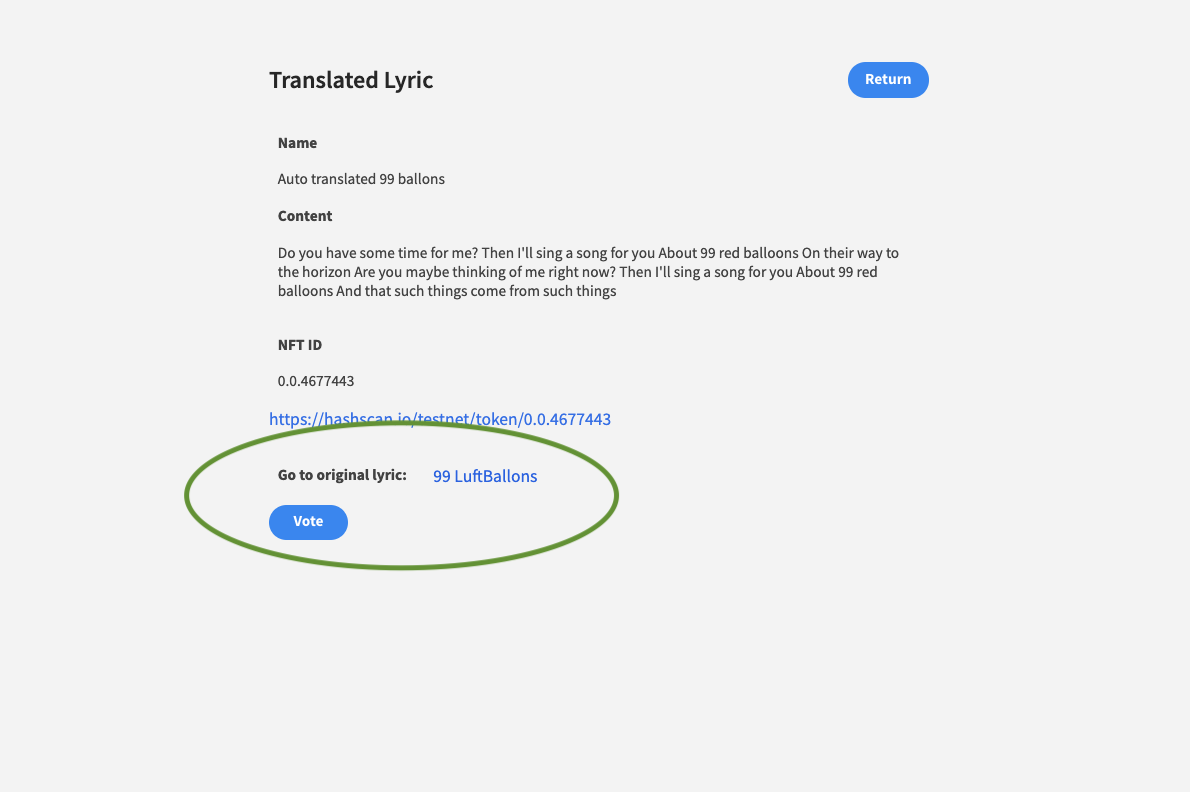 Translated Lyric
Return
Name
Auto translated 99 ballons
Content
Do you have some time for me? Then I'll sing a song for you About 99 red balloons On their way to
the horizon Are you maybe thinking of me right now? Then I'll sing a song for you About 99 red
balloons And that such things come from such things
NFT ID
0.0.4677443
https://hashscan.io/testnet/token/0.0.4677443
Go to original lyric: 99 LuftBallons
Vote